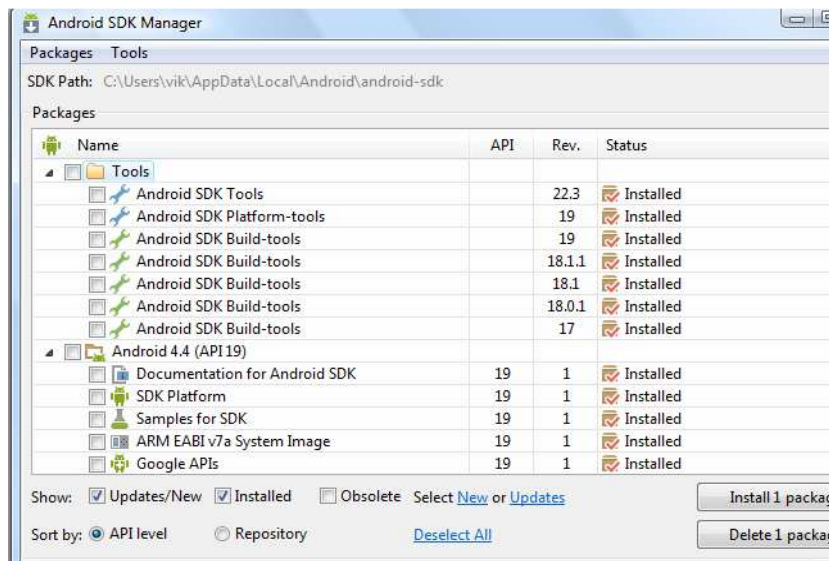 Android SDK Manager
Packages Tools
SDK Path: C:\Users\vik\AppData\Local\Android\android-sdk
Packages
Name API Rev. Status
Tools
Android SDK Tools 22.3 Installed
Android SDK Platform-tools 19 Installed
Android SDK Build-tools 19 Installed
Android SDK Build-tools 18.1.1 Installed
Android SDK Build-tools 18.1 Installed
Android SDK Build-tools 18.0.1 Installed
Android SDK Build-tools 17 Installed
Android 4.4 (API 19)
Documentation for Android SDK 19 1 Installed
SDK Platform 19 1 Installed
Samples for SDK 19 1 Installed
ARM EABI v7a System Image 19 1 Installed
Google APIs 19 1 Installed
Show: Updates/New Installed Obsolete Select New or Updates Install 1 packag
Sort by: API level Repository Deselect All Delete 1 packa